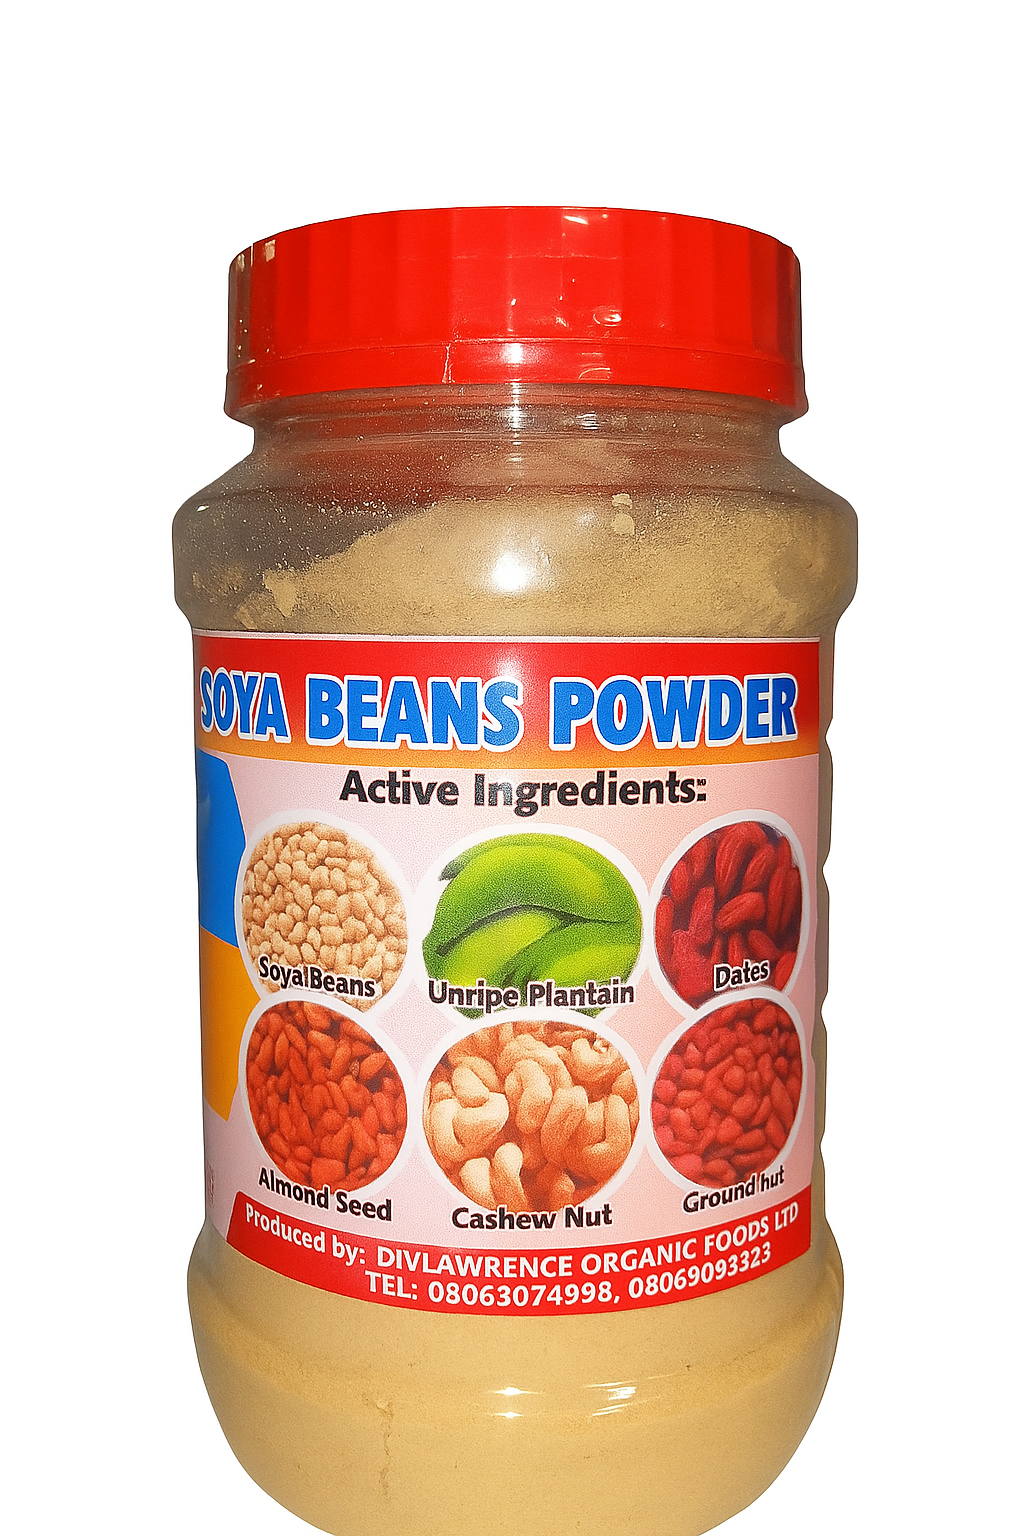 SOYA BEANS POWDER
Active Ingredients:
Soya Beans
Unripe Plantain
Dates
Almond Seed
Cashew Nut
Ground hut
Produced by: DIVLAWRENCE ORGANIC FOODS LTD
TEL: 08063074998, 08069093323